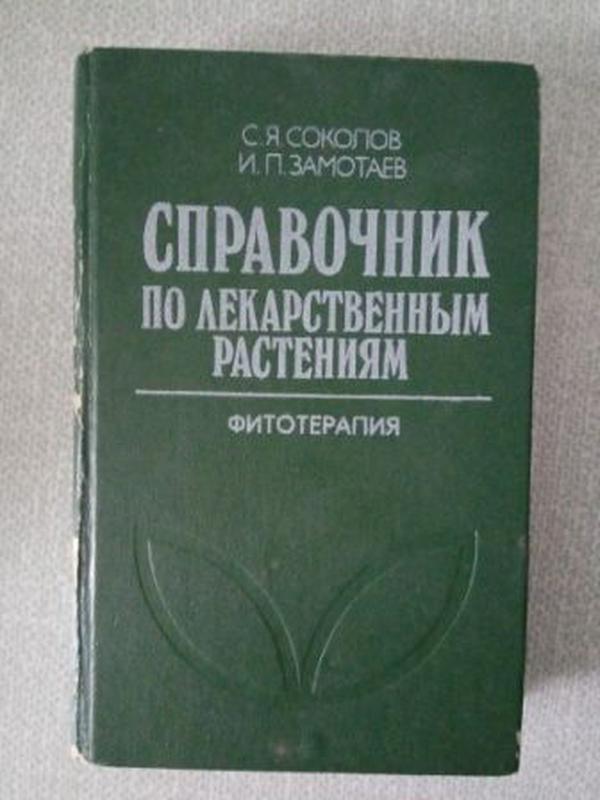 С. Я. СОКОЛОВ
И. П. ЗАМОТАЕВ
СПРАВОЧНИК
ПО ЛЕКАРСТВЕННЫМ
РАСТЕНИЯМ
ФИТОТЕРАПИЯ